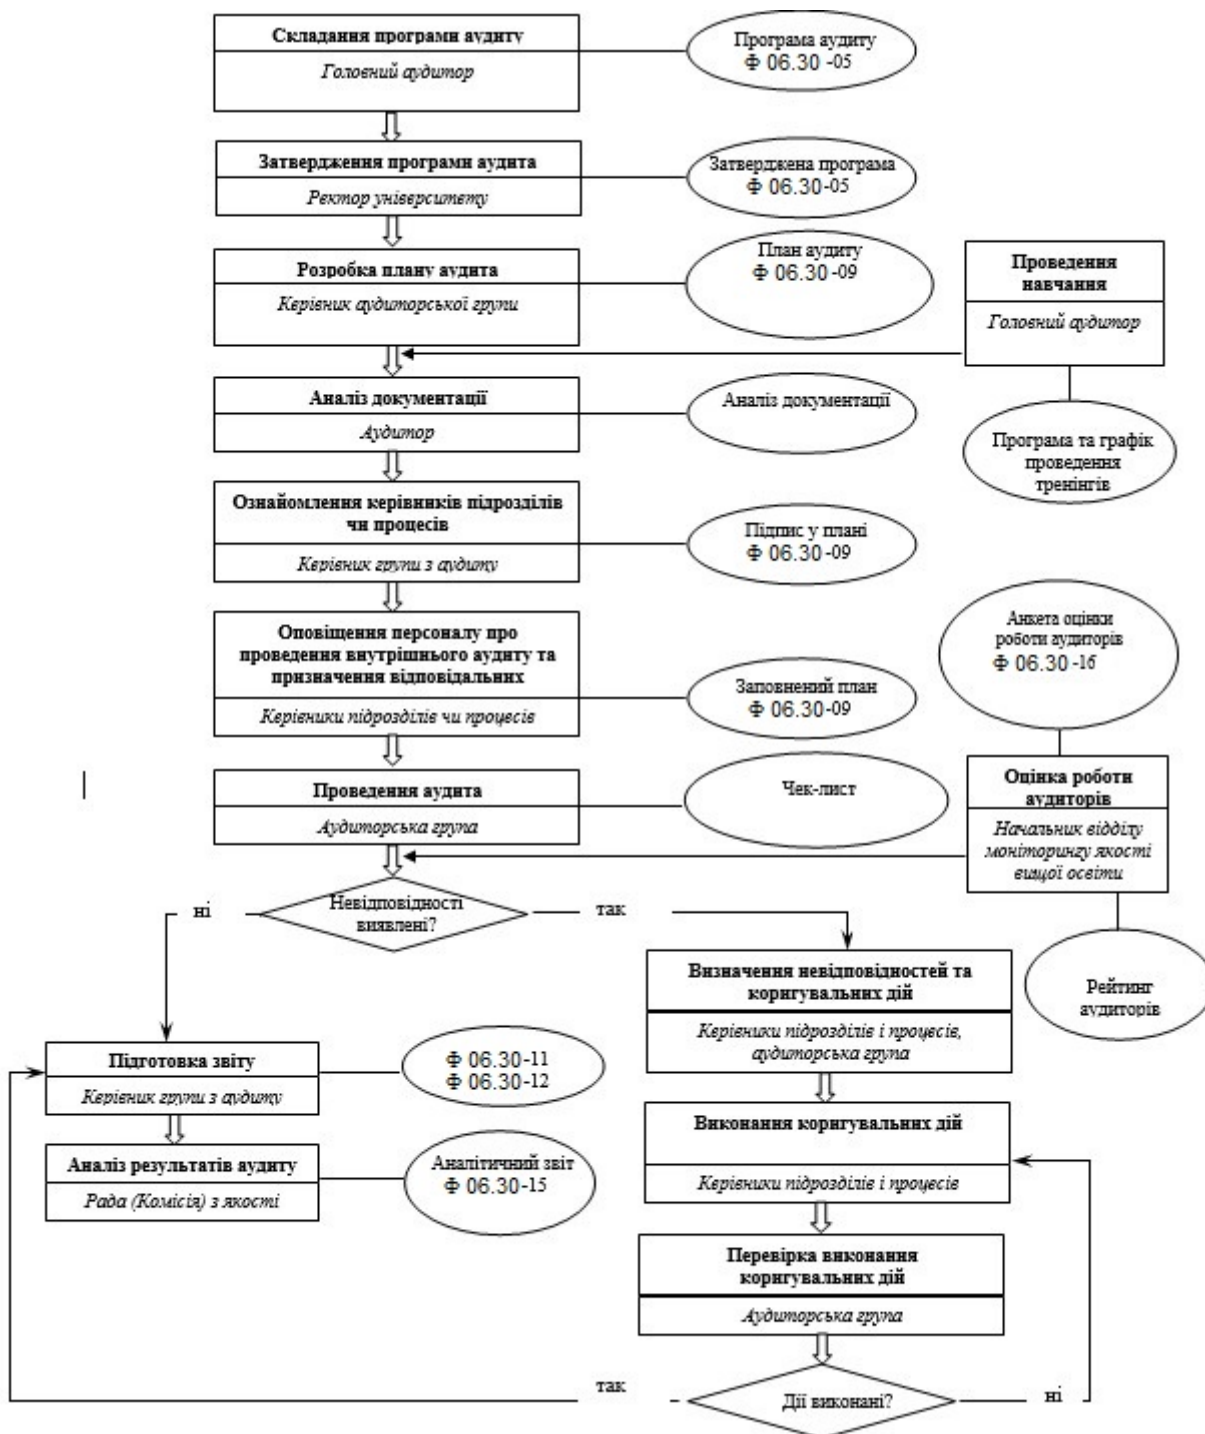 Складання програми аудиту
Головний аудитор
Програма аудиту
Ф 06.30 -05
Затвердження програми аудита
Ректор університету
Затверджена програма
Ф 06.30-05
Розробка плану аудита
Керівник аудиторської групи
План аудиту
Ф 06.30 -09
Проведення
навчання
Головний аудитор
Аналіз документації
Аудитор
Аналіз документації
Програма та графік
проведення
тренінгів
Ознайомлення керівників підрозділів
чи процесів
Керівник групи з аудиту
Підпис у плані
Ф 06.30 -09
Оповіщення персоналу про
проведення внутрішнього аудиту та
призначення відповідальних
Керівники підрозділів чи процесів
Заповнений план
Ф 06.30-09
Анкета оцінки
роботи аудиторів
Ф 06.30 -16
Проведення аудита
Аудиторська група
Чек-лист
Оцінка роботи
аудиторів
Начальник відділу
моніторингу якості
вищої освіти
Рейтинг
аудиторів
Невідповідності
виявлені?
ні
так
Визначення невідповідностей та
коригувальних дій
Керівники підрозділів і процесів,
аудиторська група
Підготовка звіту
Керівник групи з аудиту
Ф 06.30-11
Ф 06.30-12
Виконання коригувальних дій
Керівники підрозділів і процесів
Аналіз результатів аудиту
Рада (Комісія) з якості
Аналітичний звіт
Ф 06.30-15
Перевірка виконання
коригувальних дій
Аудиторська група
Дії виконані?
так
ні